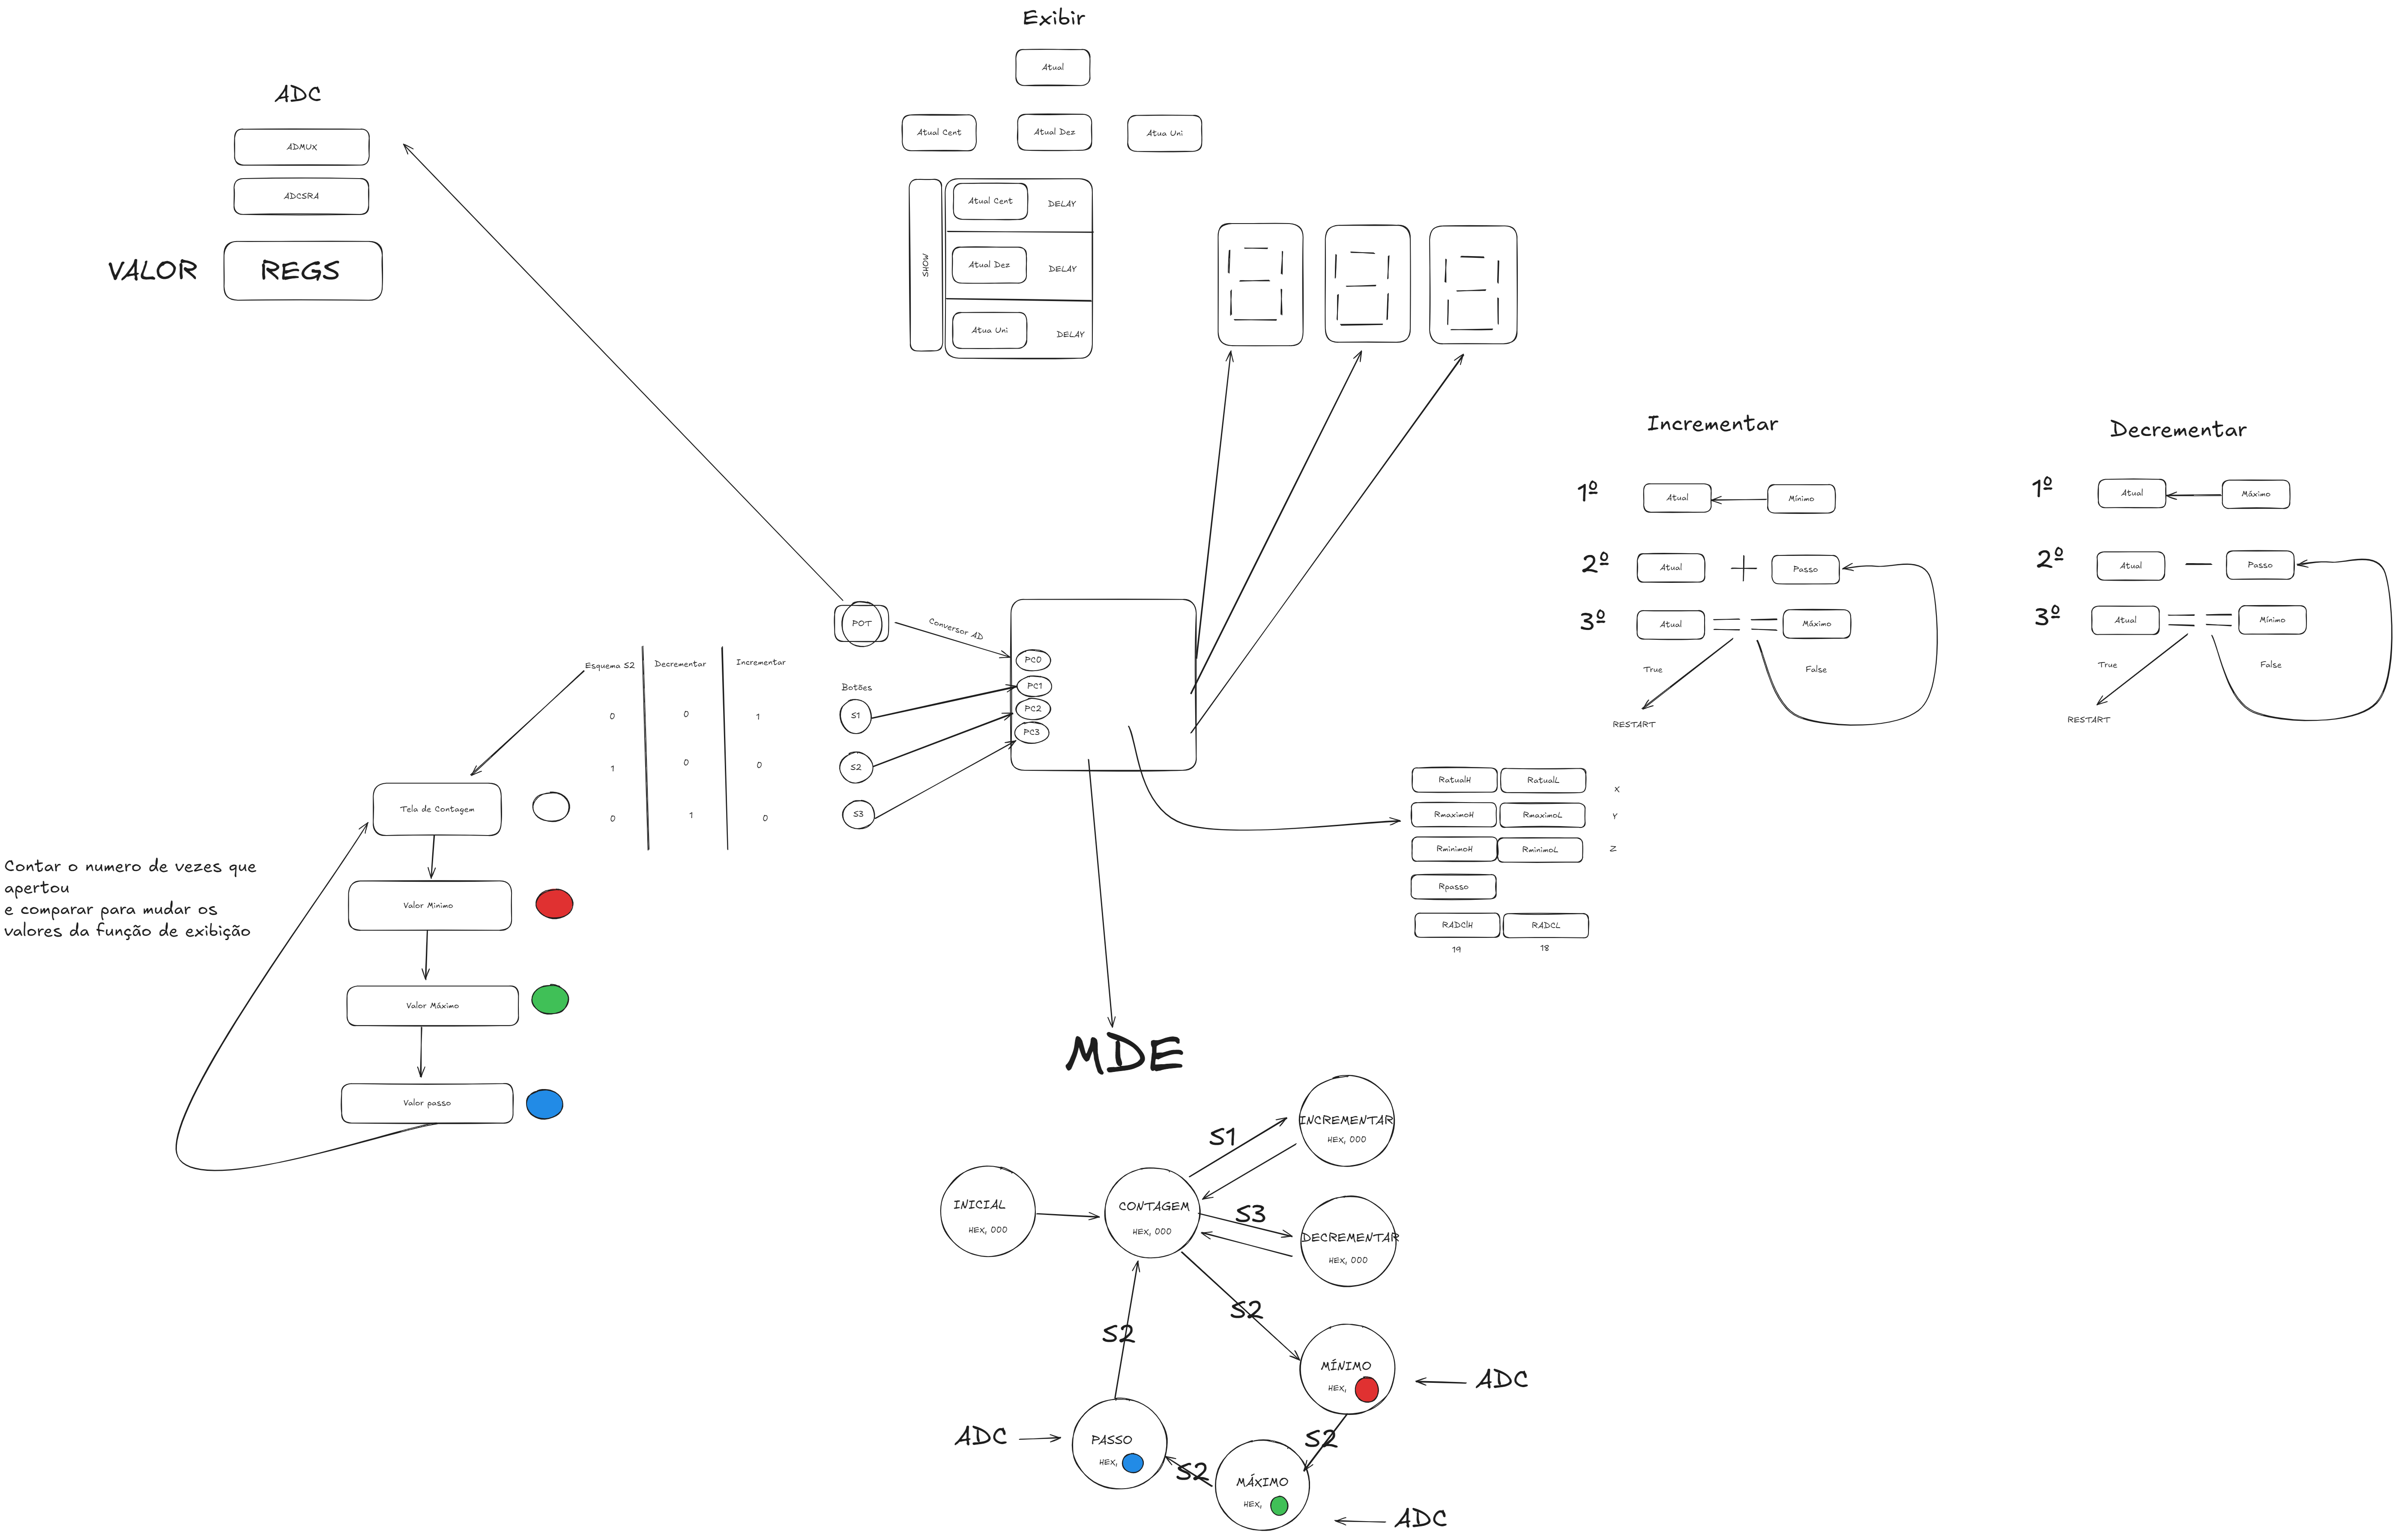 Exibir
Atual
Atual Cent
Atual Dez
Atua Uni
SHOW
Atual Cent
DELAY
Atual Dez
DELAY
Atua Uni
DELAY
ADC
ADMUX
ADCSRA
VALOR
REGS
Incrementar
1º
Atual
Mínimo
2º
Atual
+
Passo
3º
Atual
==
Máximo
True
False
RESTART
Decrementar
1º
Atual
Máximo
2º
Atual
-
Passo
3º
Atual
==
Mínimo
True
False
RESTART
POT
Conversor AD
Botões
S1
S2
S3
PC0
PC1
PC2
PC3
Esquema S2
Decrementar
Incrementar
0
0
1
1
0
0
0
1
0
Tela de Contagem
Valor Minimo
Valor Máximo
Valor passo
Contar o numero de vezes que
apertou
e comparar para mudar os
valores da função de exibição
RatualH
RatualL
X
RmaximoH
RmaximoL
Y
RminimoH
RminimoL
Z
Rpasso
RADClH
RADCL
19
18
MDE
INICIAL
HEX, 000
CONTAGEM
HEX, 000
S1
INCREMENTAR
HEX, 000
S3
DECREMENTAR
HEX, 000
S2
MÍNIMO
HEX,
ADC
S2
MÁXIMO
HEX,
ADC
S2
PASSO
HEX,
ADC
S2